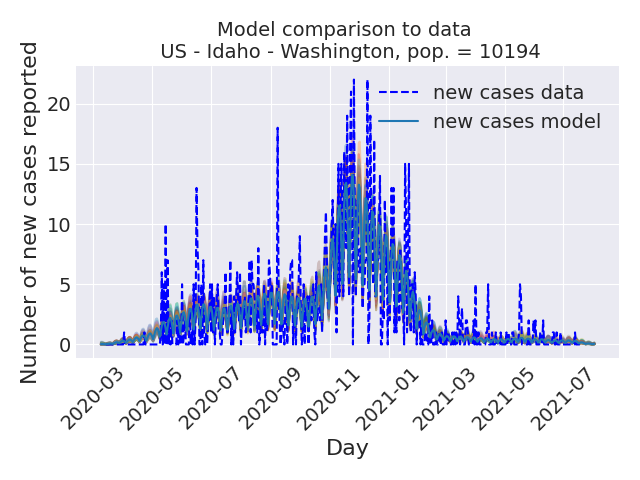 Model comparison to data
US - Idaho - Washington, pop. = 10194
Number of new cases reported
20
15
10
5
0
new cases data
new cases model
2020-03
2020-05
2020-07
2020-09
2020-11
2021-01
2021-03
2021-05
2021-07
Day